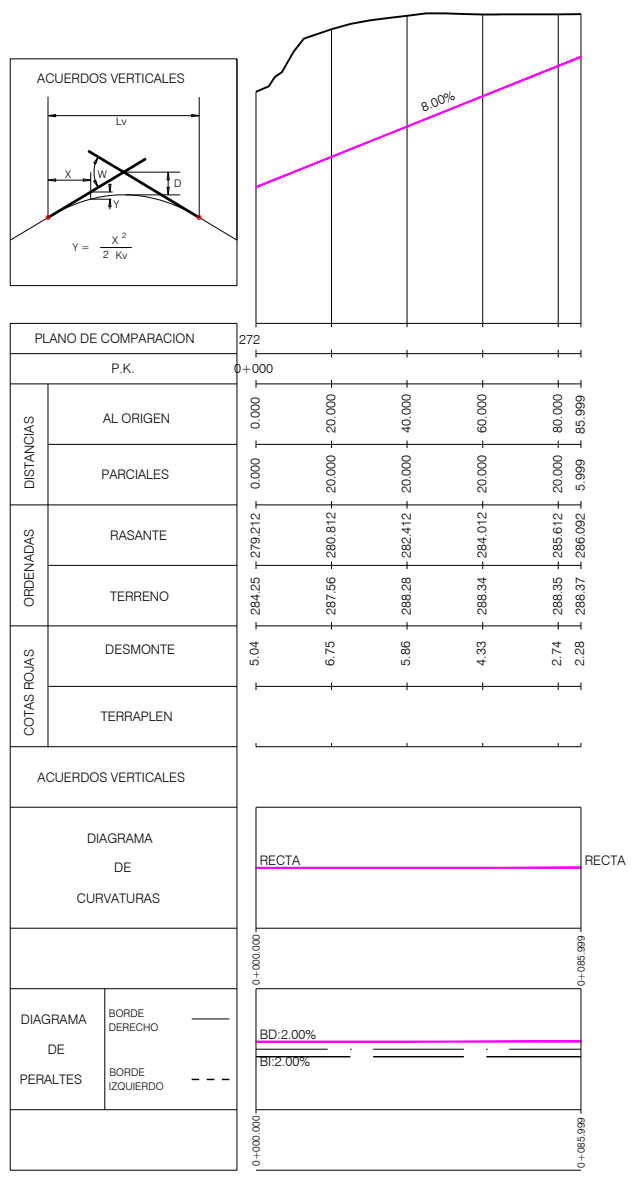 ACUERDOS VERTICALES
Lv
X
W
D
Y
Y = X 2 / 2 Kv
8.00%
PLANO DE COMPARACION 272
P.K. 0+000
DISTANCIAS
AL ORIGEN 0.000 20.000 40.000 60.000 80.000 85.999
PARCIALES 0.000 20.000 20.000 20.000 20.000 5.999
ORDENADAS
RASANTE 279.212 280.812 282.412 284.012 285.612 286.092
TERRENO 284.25 287.56 288.28 288.34 288.35 288.37
COTAS ROJAS
DESMONTE 5.04 6.75 5.86 4.33 2.74 2.28
TERRAPLEN
ACUERDOS VERTICALES
DIAGRAMA
DE
CURVATURAS
RECTA RECTA
0+000.000 0+085.999
DIAGRAMA
DE
PERALTES
BORDE
DERECHO
BORDE
IZQUIERDO
BD:2.00%
BI:2.00%
0+000.000 0+085.999